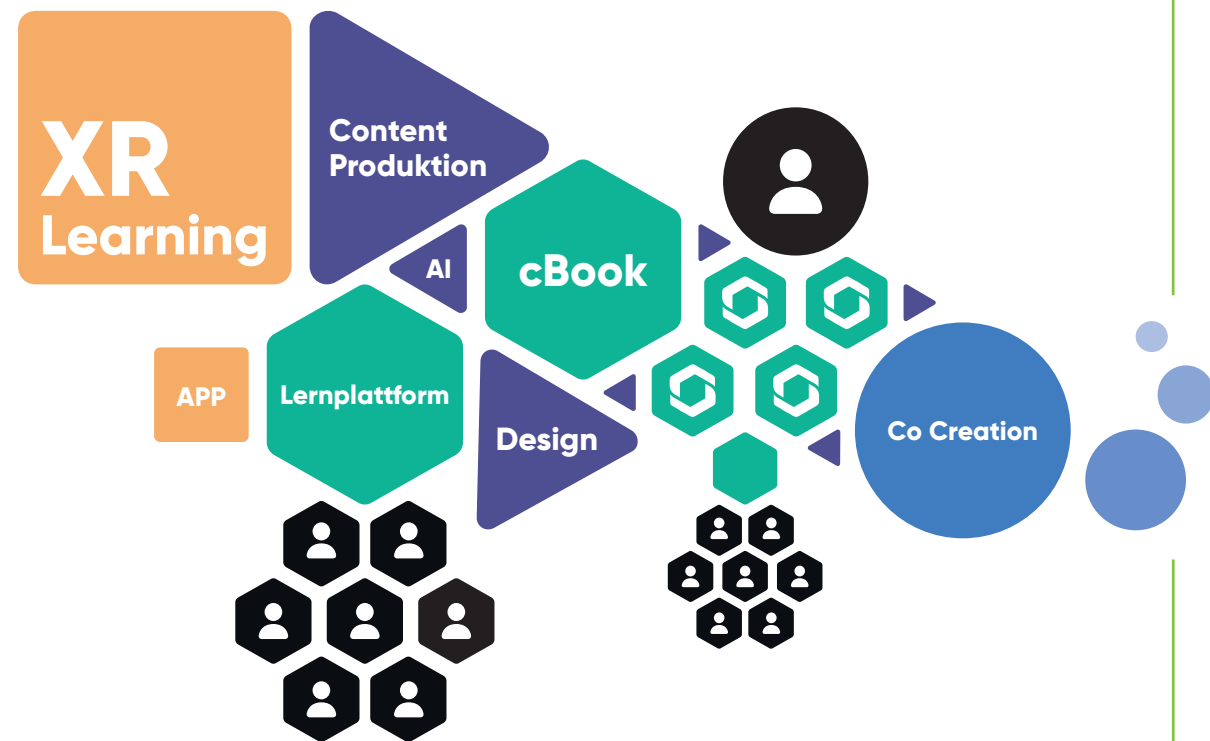 XR
Learning
Content
Produktion
AI
cBook
APP
Lernplattform
Design
Co Creation